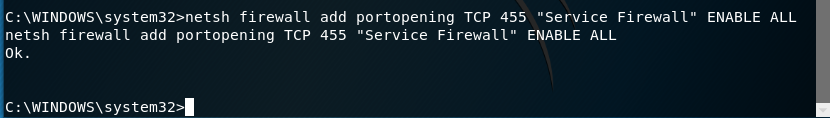 C:\WINDOWS\system32>netsh firewall add portopening TCP 455 "Service Firewall" ENABLE ALL
netsh firewall add portopening TCP 455 "Service Firewall" ENABLE ALL
Ok.
C:\WINDOWS\system32>